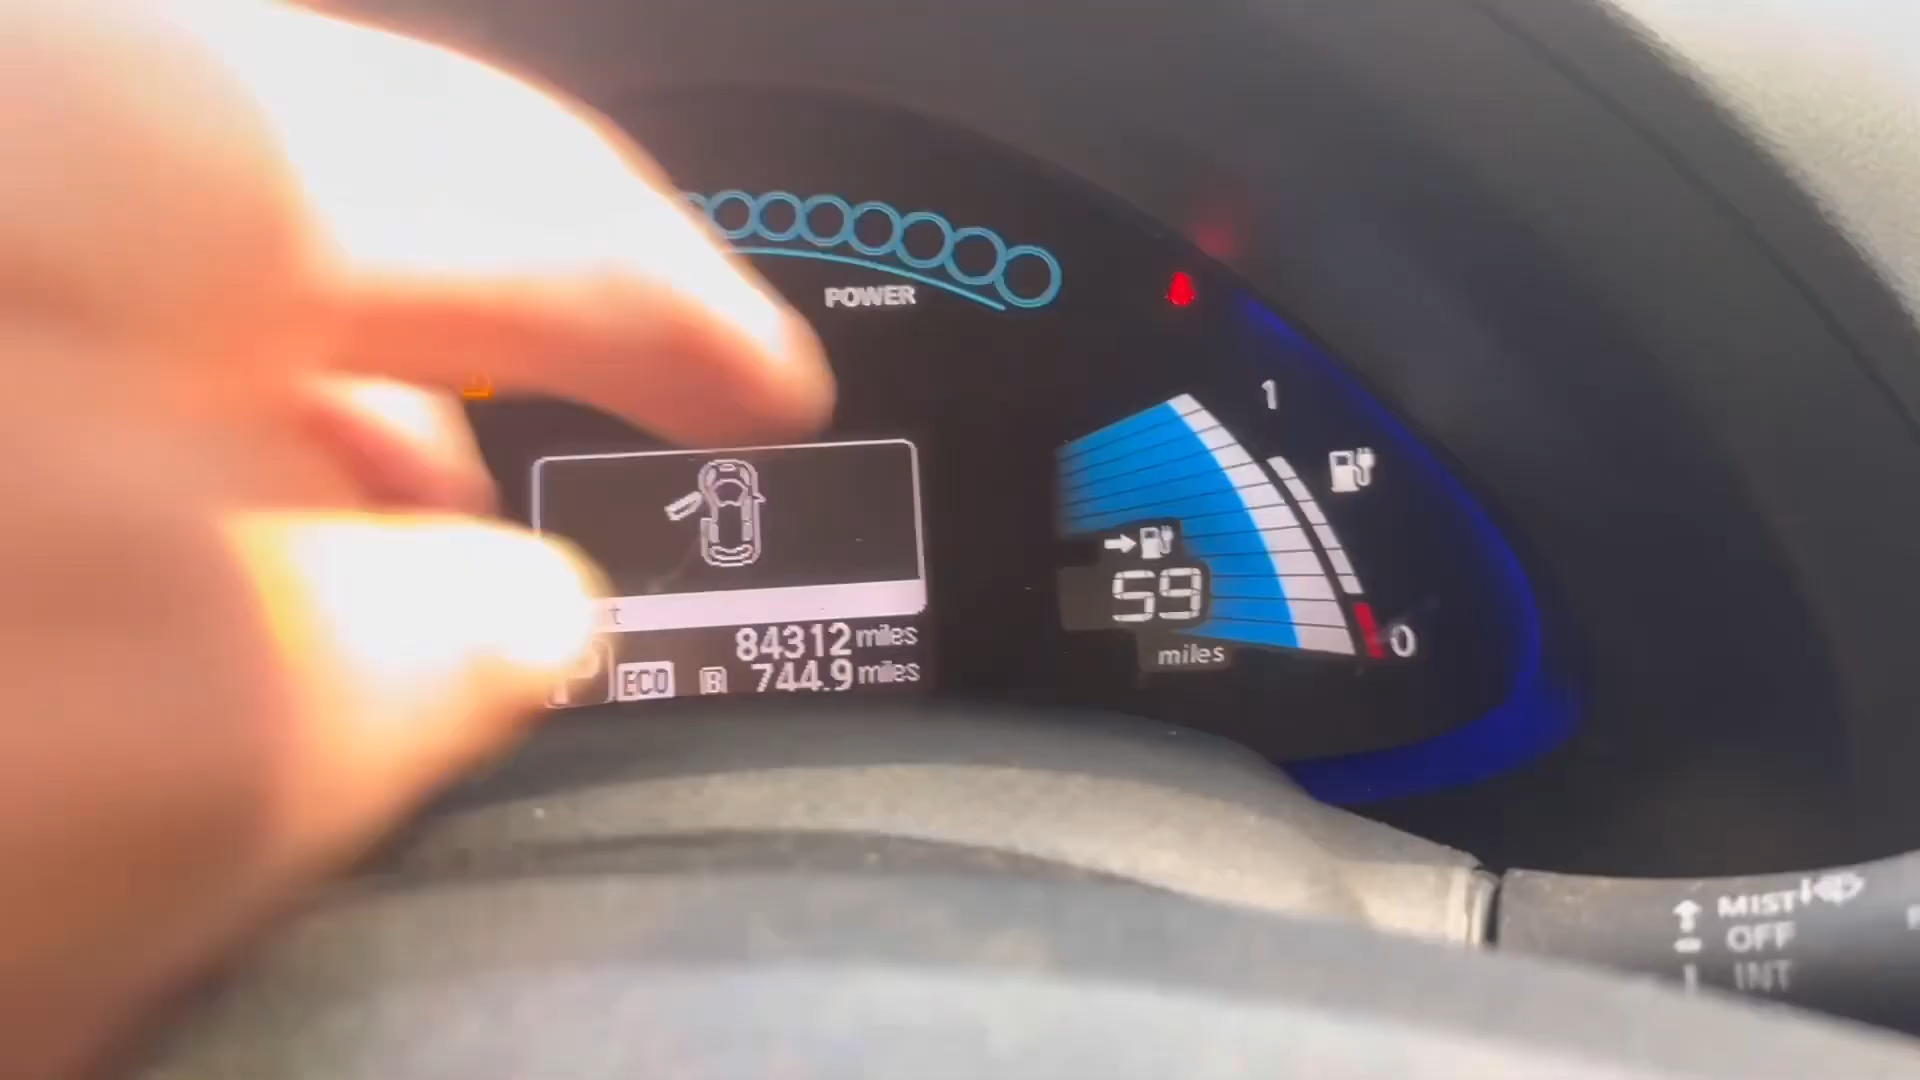 POWER
1
59
miles
0
84312 miles
ECO B 744.9 miles
MIST
OFF
INT